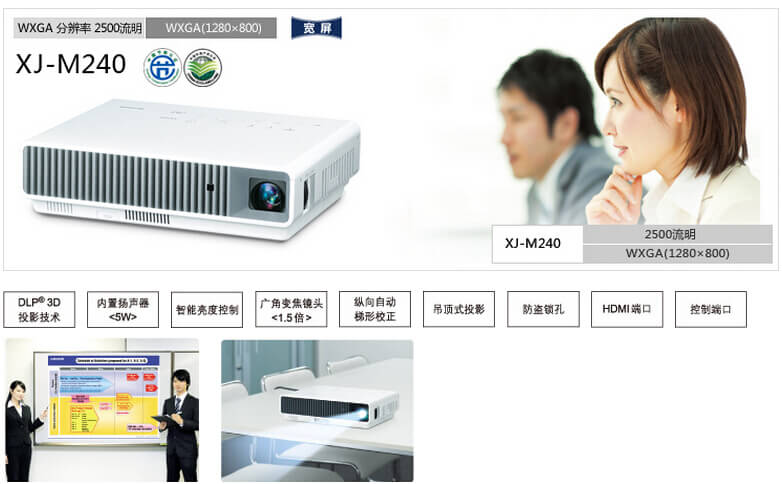 WXGA 分辨率 2500流明
WXGA(1280×800)
宽屏
XJ-M240
XJ-M240
2500流明
WXGA(1280×800)
DLP® 3D
投影技术
内置扬声器
<5W>
智能亮度控制
广角变焦镜头
<1.5倍>
纵向自动
梯形校正
吊顶式投影
防盗锁孔
HDMI端口
控制端口